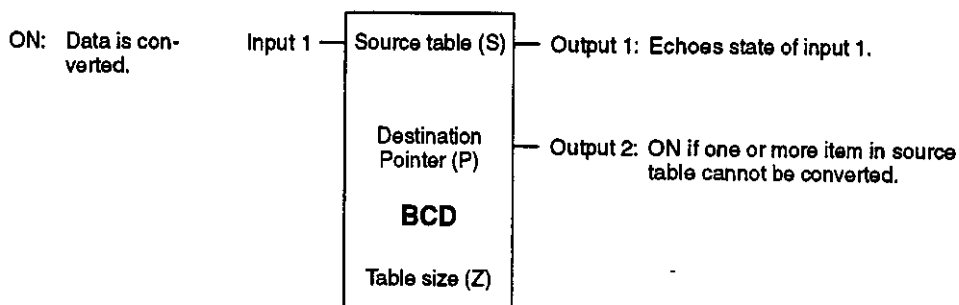 ON: Data is con-
verted.
Input 1
Source table (S)
Output 1: Echoes state of input 1.
Destination
Pointer (P)
Output 2: ON if one or more item in source
table cannot be converted.
BCD
Table size (Z)